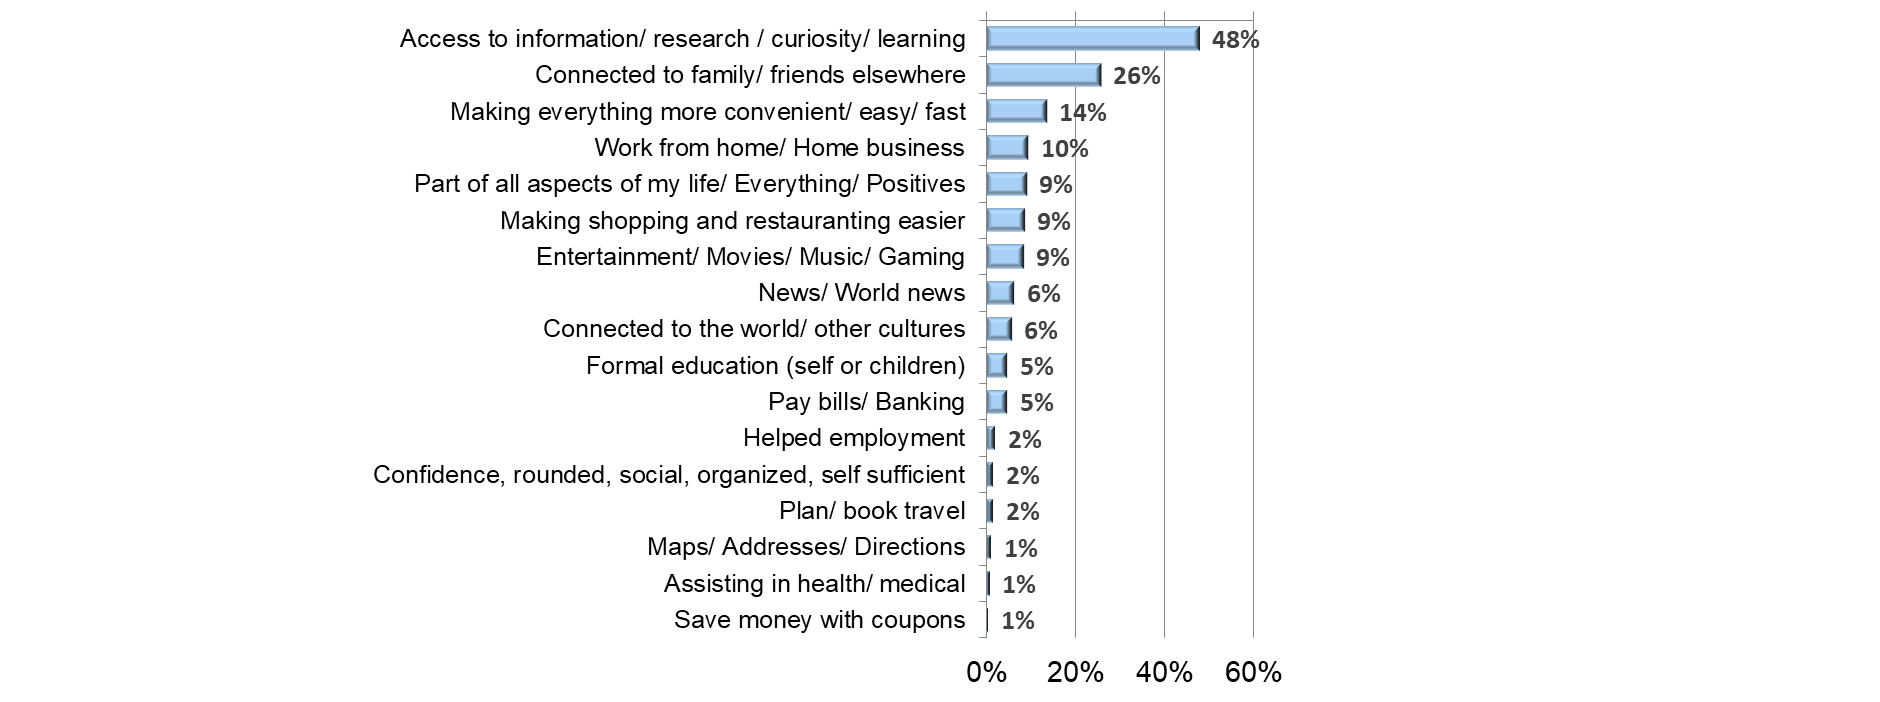 Access to information/ research / curiosity/ learning 48%
Connected to family/ friends elsewhere 26%
Making everything more convenient/ easy/ fast 14%
Work from home/ Home business 10%
Part of all aspects of my life/ Everything/ Positives 9%
Making shopping and restauranting easier 9%
Entertainment/ Movies/ Music/ Gaming 9%
News/ World news 6%
Connected to the world/ other cultures 6%
Formal education (self or children) 5%
Pay bills/ Banking 5%
Helped employment 2%
Confidence, rounded, social, organized, self sufficient 2%
Plan/ book travel 2%
Maps/ Addresses/ Directions 1%
Assisting in health/ medical 1%
Save money with coupons 1%
0% 20% 40% 60%